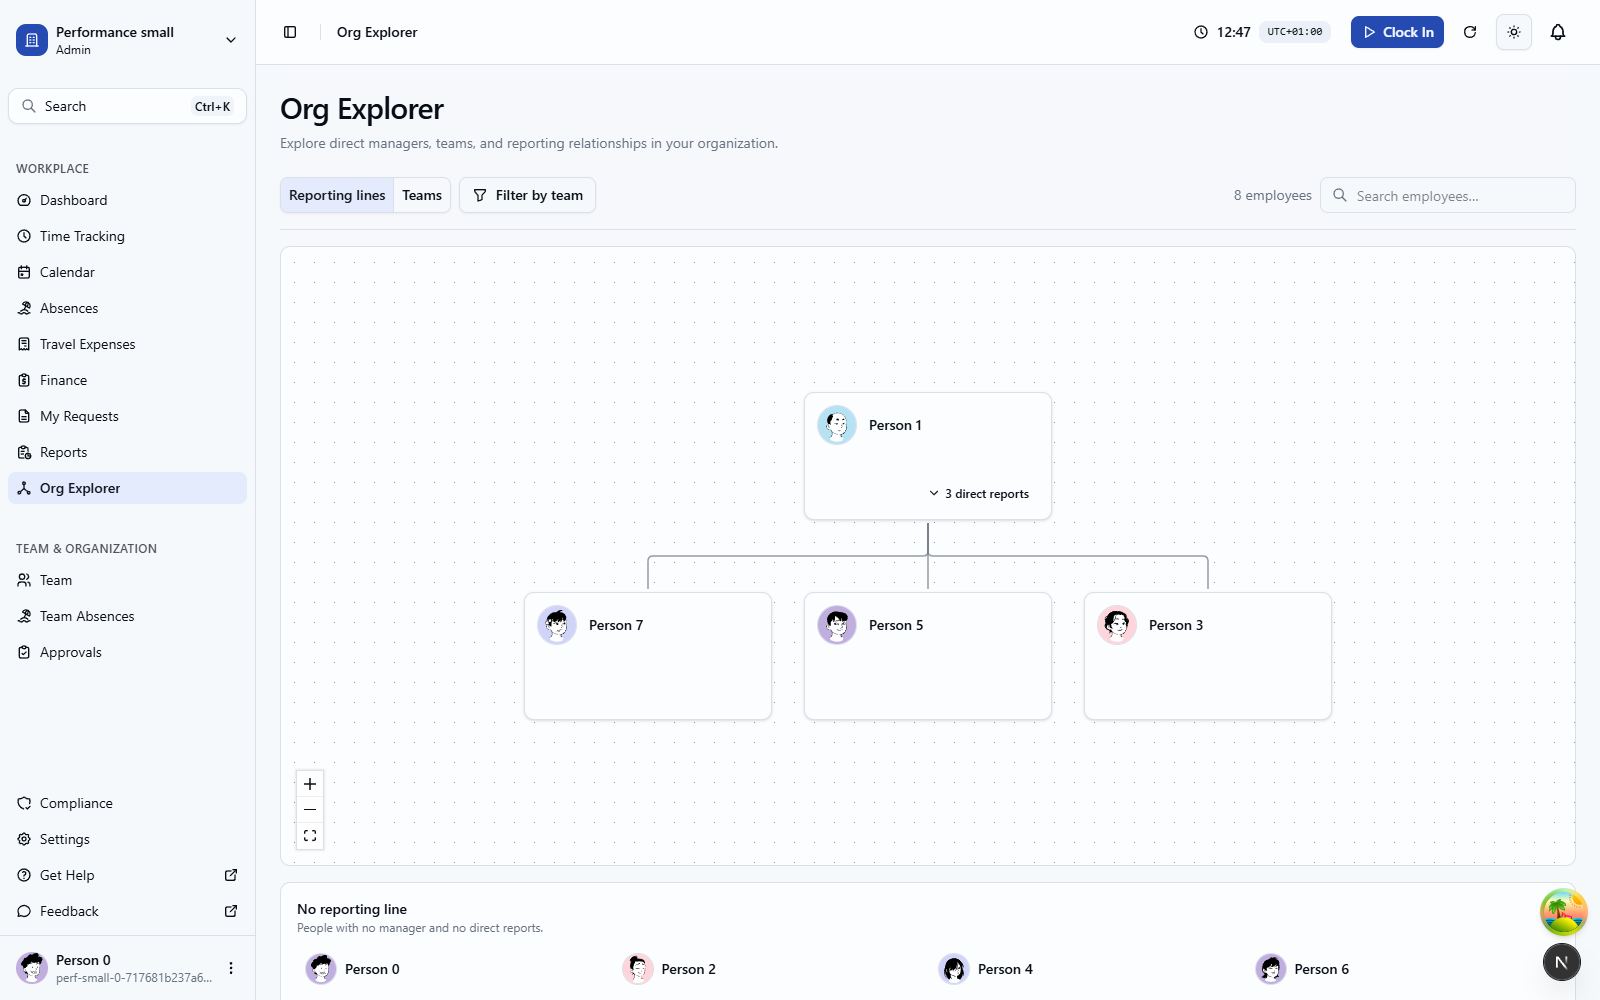 Performance small
Admin
Search
Ctrl+K
WORKPLACE
Dashboard
Time Tracking
Calendar
Absences
Travel Expenses
Finance
My Requests
Reports
Org Explorer
TEAM & ORGANIZATION
Team
Team Absences
Approvals
Compliance
Settings
Get Help
Feedback
Person 0
perf-small-0-717681b237a6...
Org Explorer
12:47
UTC+01:00
Clock In
Org Explorer
Explore direct managers, teams, and reporting relationships in your organization.
Reporting lines
Teams
Filter by team
8 employees
Search employees...
Person 1
3 direct reports
Person 7
Person 5
Person 3
No reporting line
People with no manager and no direct reports.
Person 0
Person 2
Person 4
Person 6
N